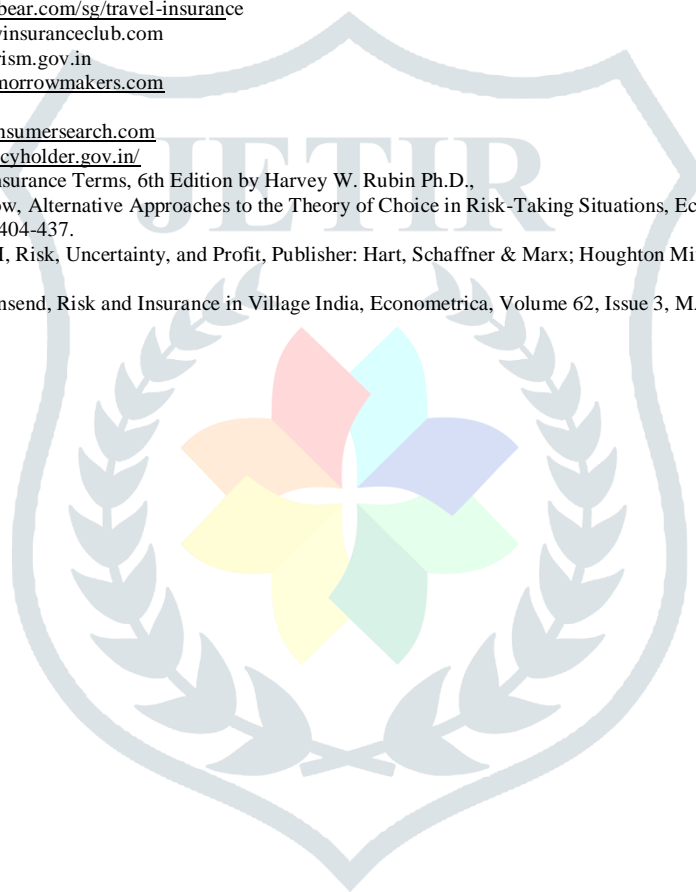 bear.com/sg/travel-insurance
vinsuranceclub.com
rism.gov.in
morrowmakers.com
nsumersearch.com
cyholder.gov.in/
JETIR
nsurance Terms, 6th Edition by Harvey W. Rubin Ph.D.,
ow, Alternative Approaches to the Theory of Choice in Risk-Taking Situations, Ec
404-437.
I, Risk, Uncertainty, and Profit, Publisher: Hart, Schaffner & Marx; Houghton Mi
nsend, Risk and Insurance in Village India, Econometrica, Volume 62, Issue 3, M